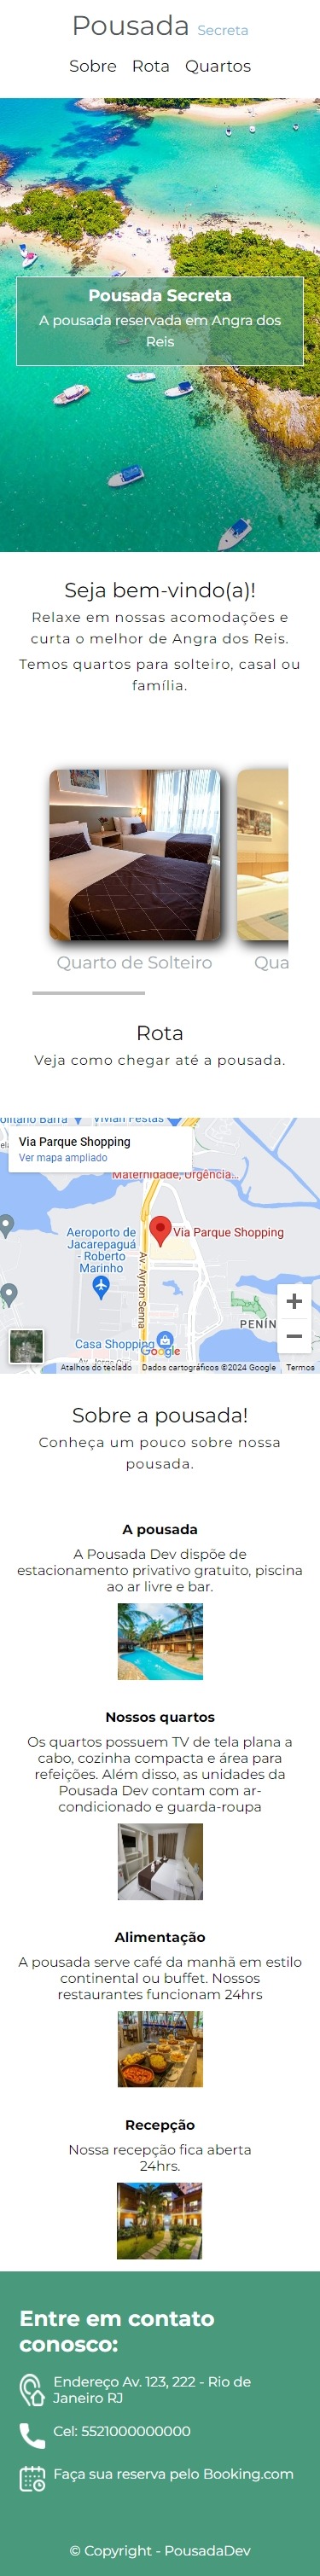 Pousada Secreta
Sobre Rota Quartos
Pousada Secreta
A pousada reservada em Angra dos
Reis
Seja bem-vindo(a)!
Relaxe em nossas acomodações e
curta o melhor de Angra dos Reis.
Temos quartos para solteiro, casal ou
família.
Quarto de Solteiro
Qua
Rota
Veja como chegar até a pousada.
olitano Barra
Vivian Festas
Via Parque Shopping
Ver mapa ampliado
Maternidade, Urgência...
Via Parque Shopping
Aeroporto de
Jacarepaguá
- Roberto
Marinho
Av. Ayrton Senna
PENÍN
Casa Shopping
Google
Atalhos do teclado
Dados cartográficos ©2024 Google
Termos
Sobre a pousada!
Conheça um pouco sobre nossa
pousada.
A pousada
A Pousada Dev dispõe de
estacionamento privativo gratuito, piscina
ao ar livre e bar.
Nossos quartos
Os quartos possuem TV de tela plana a
cabo, cozinha compacta e área para
refeições. Além disso, as unidades da
Pousada Dev contam com ar-
condicionado e guarda-roupa
Alimentação
A pousada serve café da manhã em estilo
continental ou buffet. Nossos
restaurantes funcionam 24hrs
Recepção
Nossa recepção fica aberta
24hrs.
Entre em contato
conosco:
Endereço Av. 123, 222 - Rio de
Janeiro RJ
Cel: 5521000000000
Faça sua reserva pelo Booking.com
© Copyright - PousadaDev